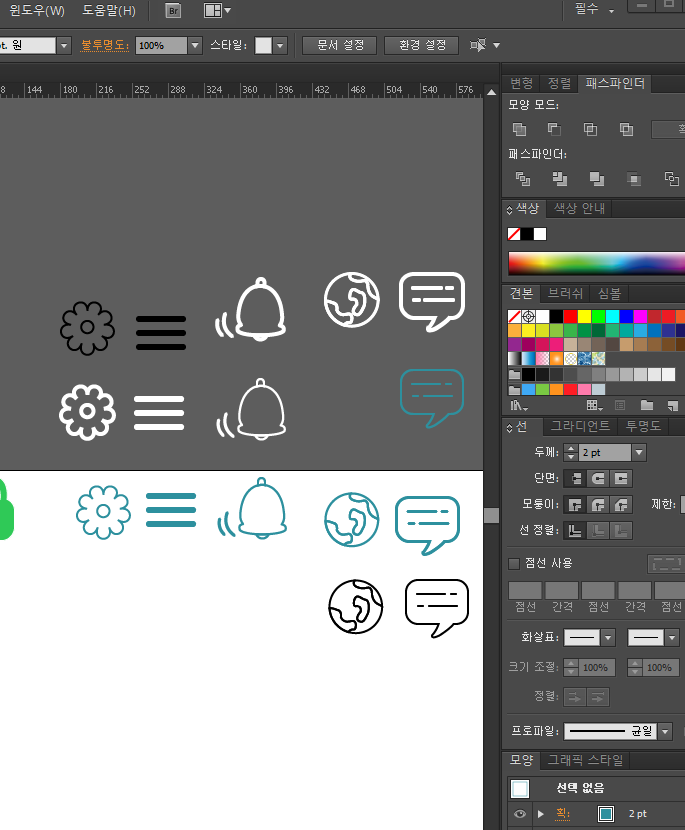 윈도우(W) 도움말(H) Br 필수
pt. 원 불투명도: 100% 스타일: 문서 설정 환경 설정
8 144 180 216 252 288 324 360 396 432 468 504 540 576
변형 정렬 패스파인더
모양 모드:
확
패스파인더:
색상 색상 안내
견본 브러쉬 심볼
선 그라디언트 투명도
두께: 2 pt
단면:
모퉁이: 제한:
선 정렬:
점선 사용
점선 간격 점선 간격 점선
화살표:
크기 조절: 100% 100%
정렬:
프로파일: 균일
모양 그래픽 스타일
선택 없음
획: 2 pt